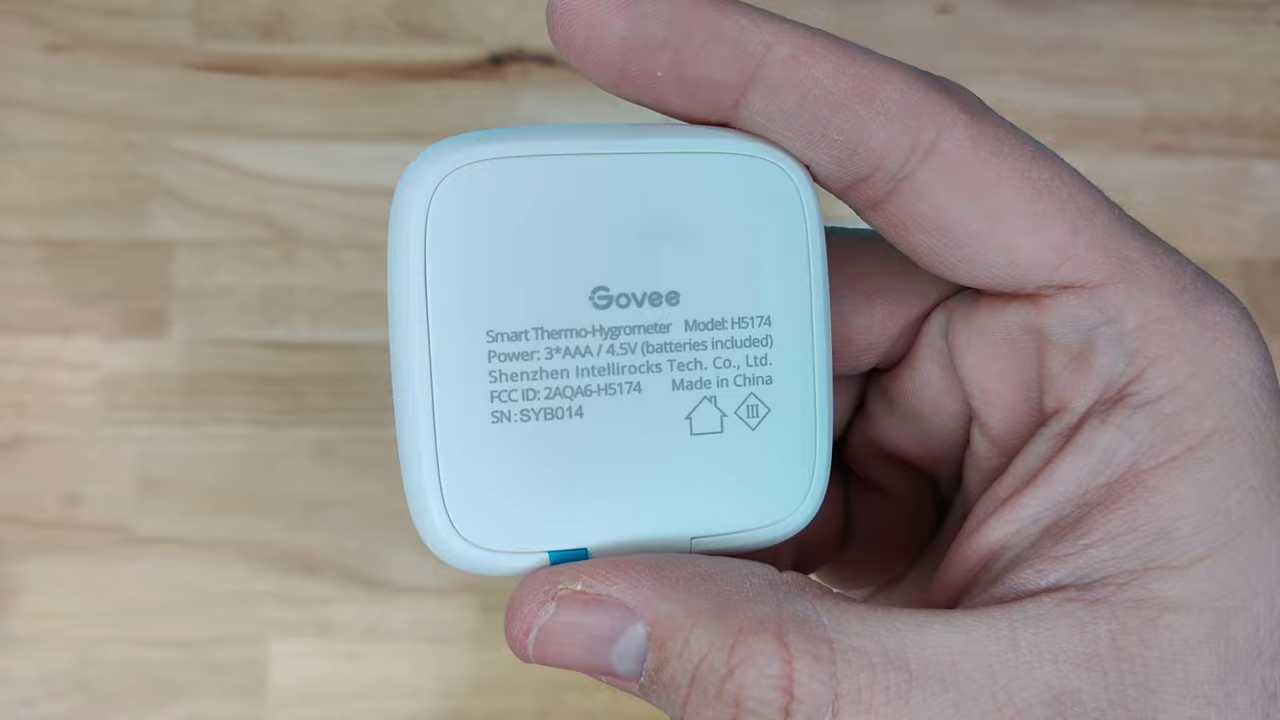 Govee
Smart Thermo-Hygrometer Model: H5174
Power: 3*AAA / 4.5V (batteries included)
Shenzhen Intellirocks Tech. Co., Ltd.
FCC ID: 2AQA6-H5174 Made in China
SN:SYB014
III